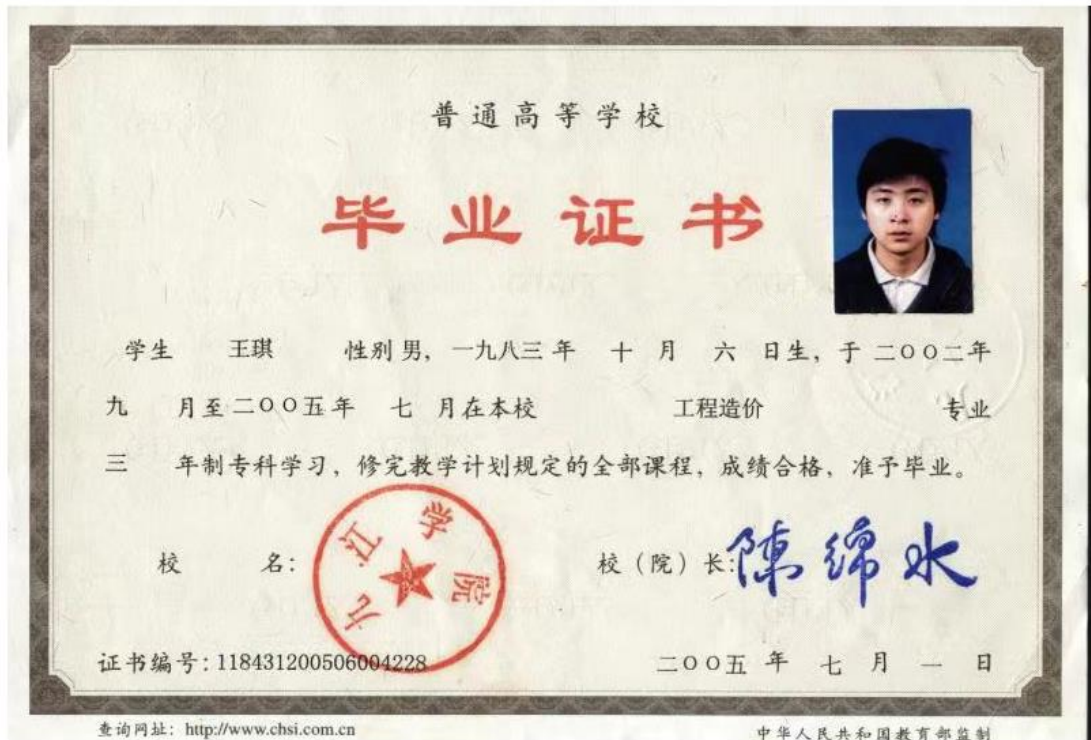 普通高等学校
毕业证书
学生 王琪 性别 男，一九八三 年 十 月 六 日生，于 二〇〇二年
九 月至 二〇〇五 年 七 月在本校 工程造价 专业
三 年制专科学习，修完教学计划规定的全部课程，成绩合格，准予毕业。
校 名：
九江学院
校（院）长：陳绵水
证书编号：118431200506004228
二〇〇五 年 七 月 一 日
查询网址：http://www.chsi.com.cn
中华人民共和国教育部监制